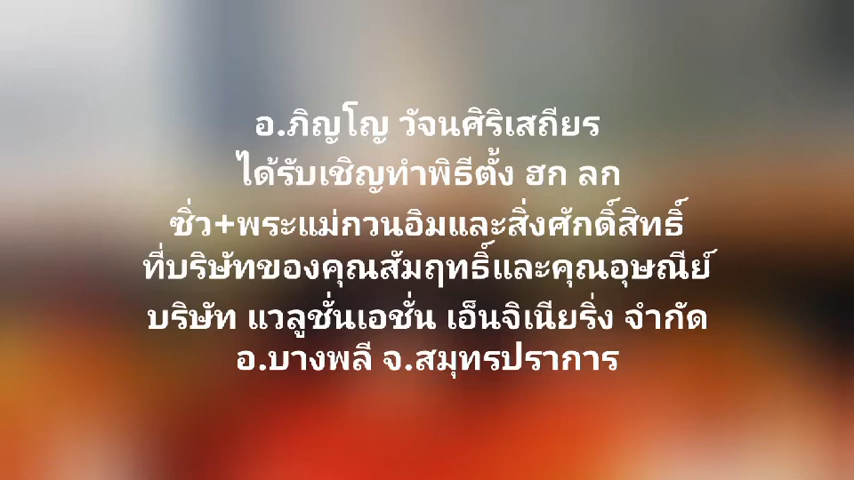 อ.ภิญโญ วัจนศิริเสถียร
ได้รับเชิญทำพิธีตั้ง ฮก ลก
ซิ่ว+พระแม่กวนอิมและสิ่งศักดิ์สิทธิ์
ที่บริษัทของคุณสัมฤทธิ์และคุณอุษณีย์
บริษัท แวลูชั่นเอชั่น เอ็นจิเนียริ่ง จำกัด
อ.บางพลี จ.สมุทรปราการ